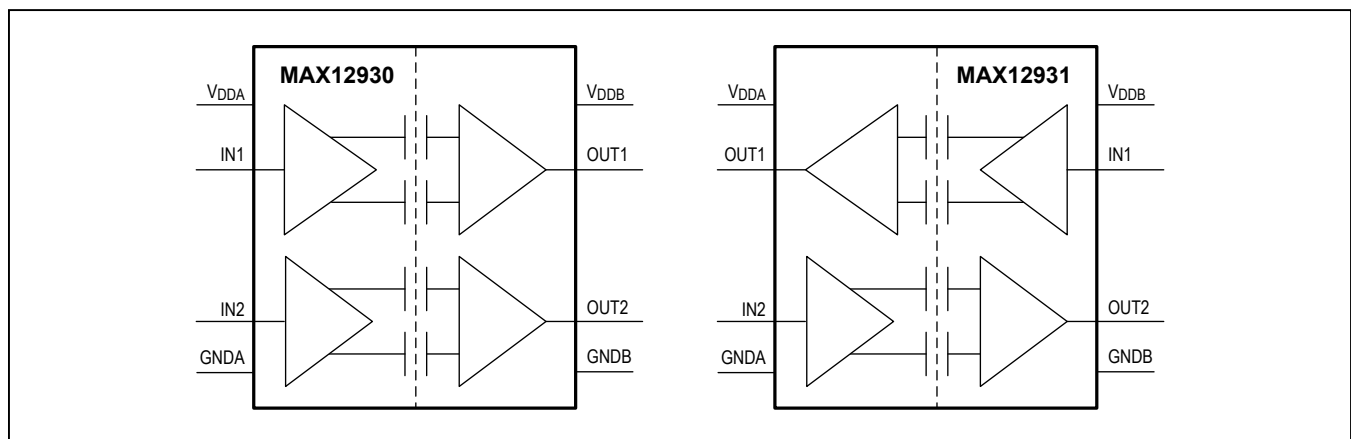 MAX12930
VDDA
VDDB
IN1
OUT1
IN2
OUT2
GNDA
GNDB
MAX12931
VDDA
VDDB
OUT1
IN1
IN2
OUT2
GNDA
GNDB